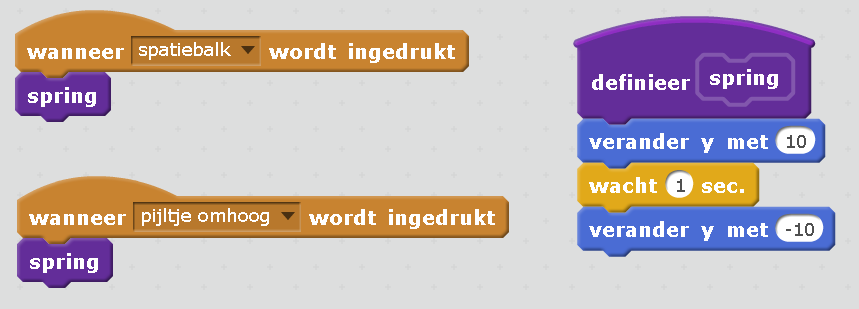 wanneer spatiebalk wordt ingedrukt
spring
wanneer pijltje omhoog wordt ingedrukt
spring
definieer spring
verander y met 10
wacht 1 sec.
verander y met -10